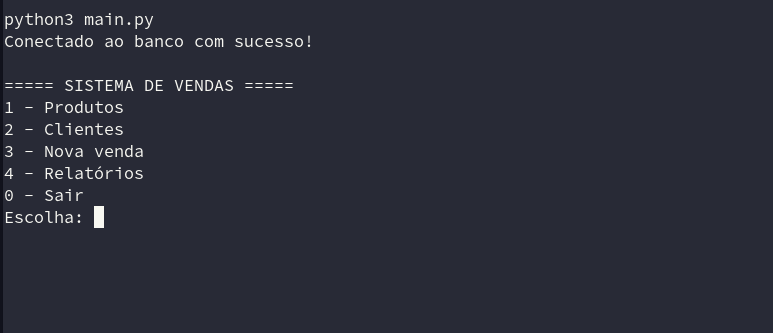 python3 main.py
Conectado ao banco com sucesso!
===== SISTEMA DE VENDAS =====
1 - Produtos
2 - Clientes
3 - Nova venda
4 - Relatórios
0 - Sair
Escolha: